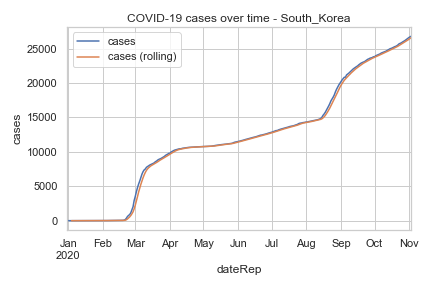 COVID-19 cases over time - South_Korea
cases
cases (rolling)
cases
25000
20000
15000
10000
5000
0
Jan Feb Mar Apr May Jun Jul Aug Sep Oct Nov
2020
dateRep